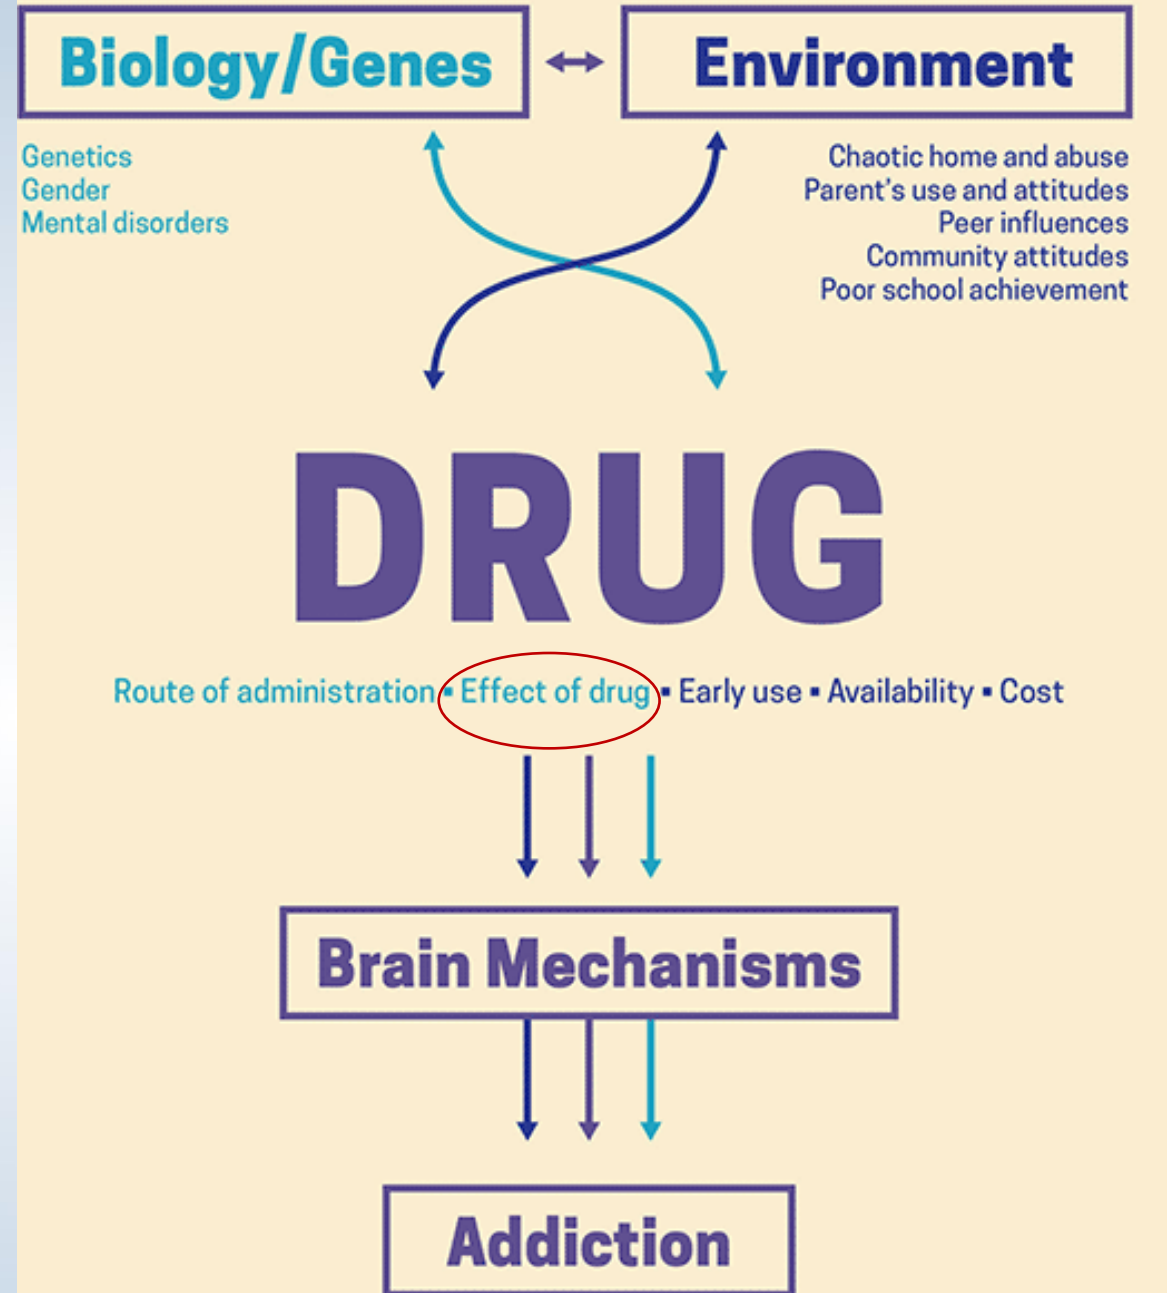 Biology/Genes
Environment
Genetics
Gender
Mental disorders
Chaotic home and abuse
Parent's use and attitudes
Peer influences
Community attitudes
Poor school achievement
DRUG
Route of administration ▪ Effect of drug ▪ Early use ▪ Availability ▪ Cost
Brain Mechanisms
Addiction